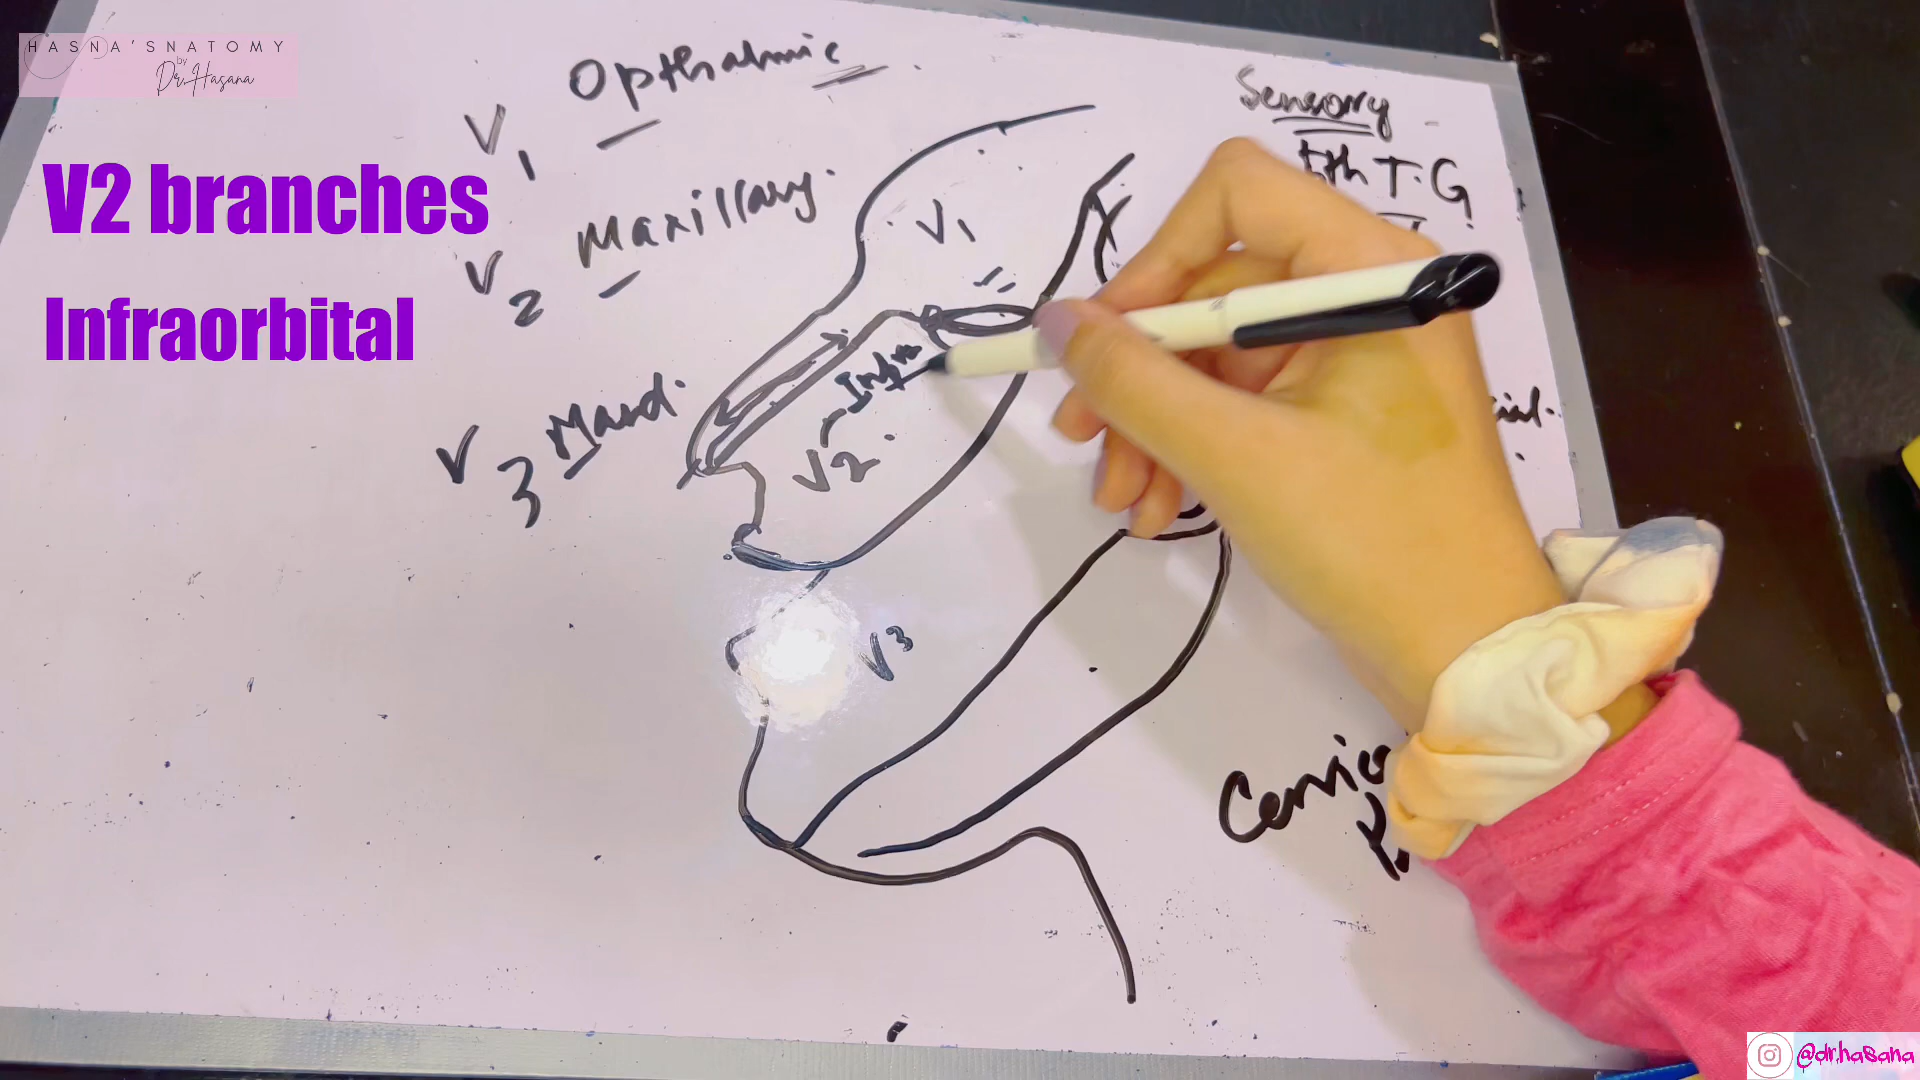 HASNA'SNATOMY
by
Dr.Hasana
V2 branches
Infraorbital
V1 Opthalmic
V2 Maxillary.
V3 Mand.
Sensory
5th T.G
V1
Infra
V2
V3
@dr.hasana